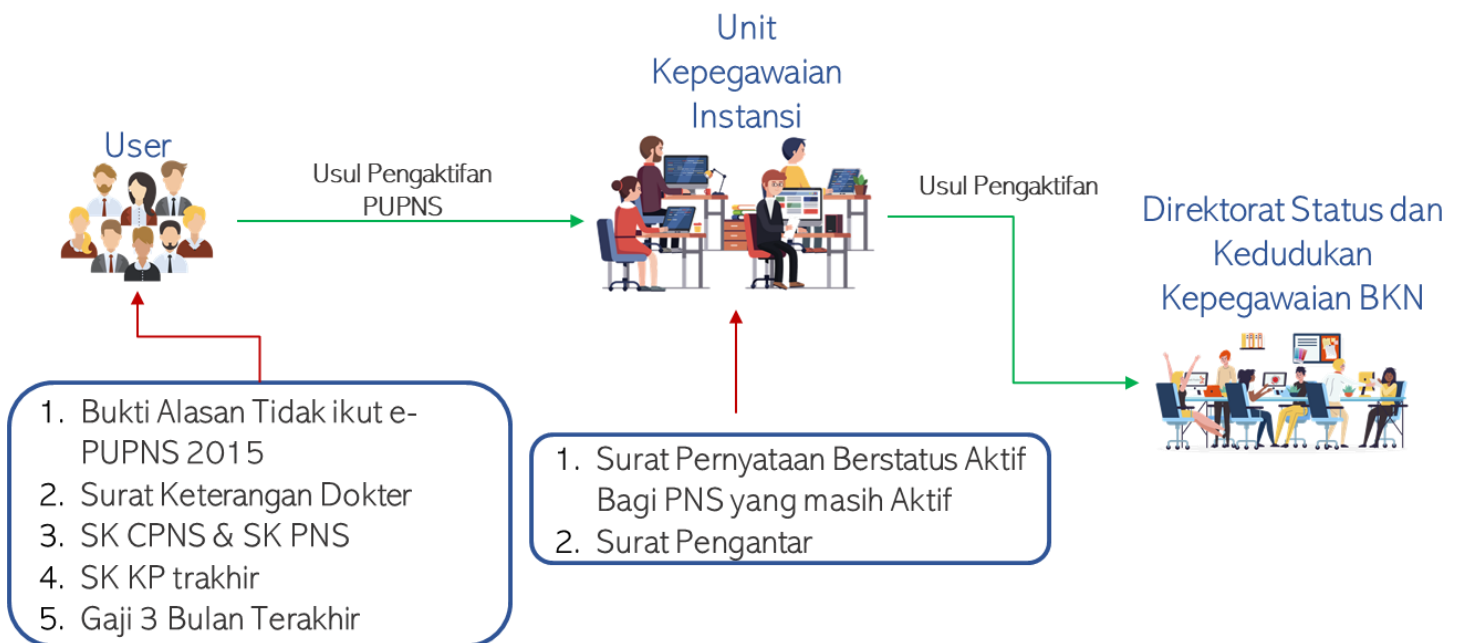 User
Usul Pengaktifan
PUPNS
Unit
Kepegawaian
Instansi
Usul Pengaktifan
Direktorat Status dan
Kedudukan
Kepegawaian BKN
1. Bukti Alasan Tidak ikut e-
PUPNS 2015
2. Surat Keterangan Dokter
3. SK CPNS & SK PNS
4. SK KP trakhir
5. Gaji 3 Bulan Terakhir
1. Surat Pernyataan Berstatus Aktif
Bagi PNS yang masih Aktif
2. Surat Pengantar